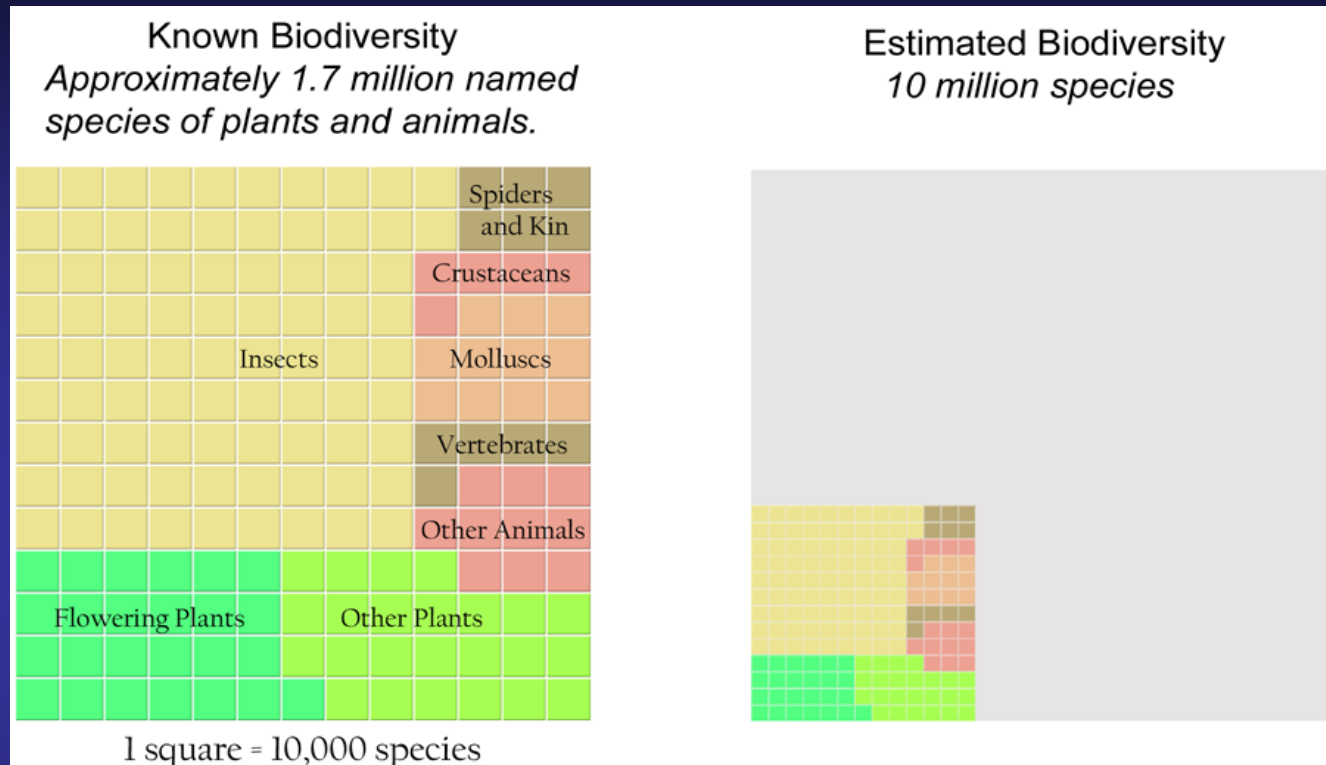 Known Biodiversity
Approximately 1.7 million named
species of plants and animals.
Spiders
and Kin
Crustaceans
Insects
Molluscs
Vertebrates
Other Animals
Flowering Plants
Other Plants
1 square = 10,000 species
Estimated Biodiversity
10 million species